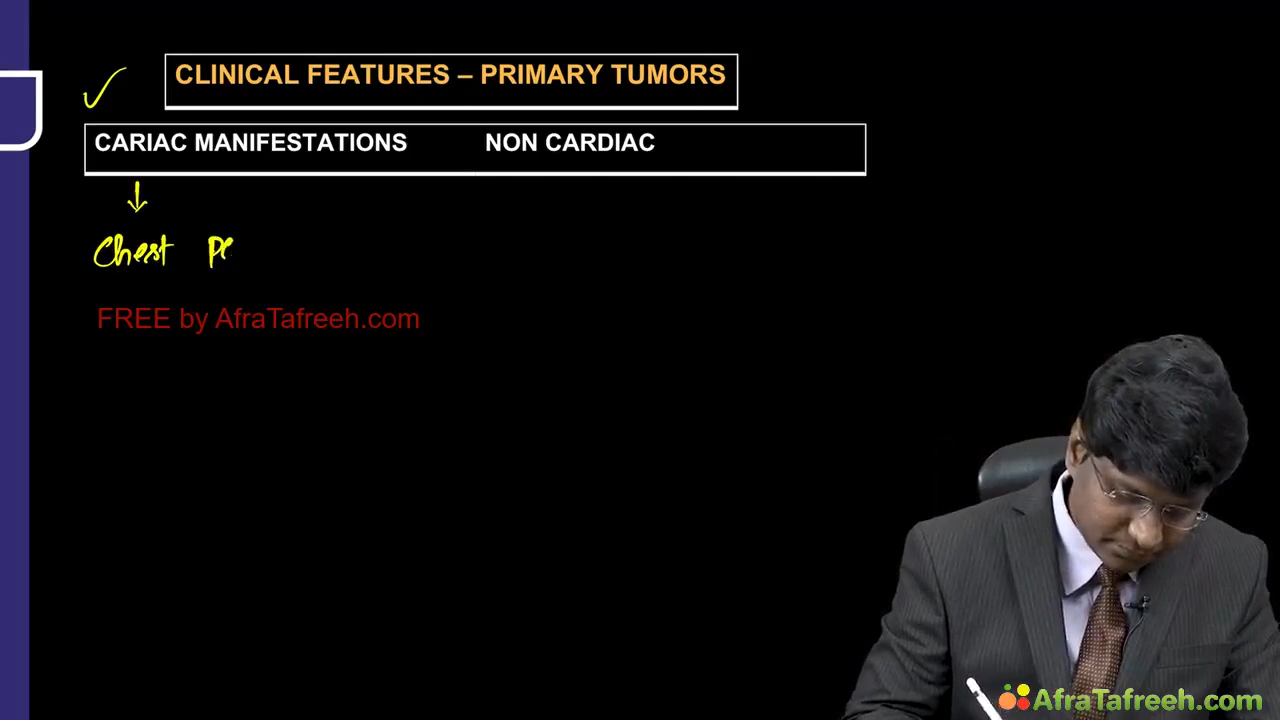 CLINICAL FEATURES – PRIMARY TUMORS
CARIAC MANIFESTATIONS NON CARDIAC
Chest
FREE by AfraTafreeh.com
AfraTafreeh.com